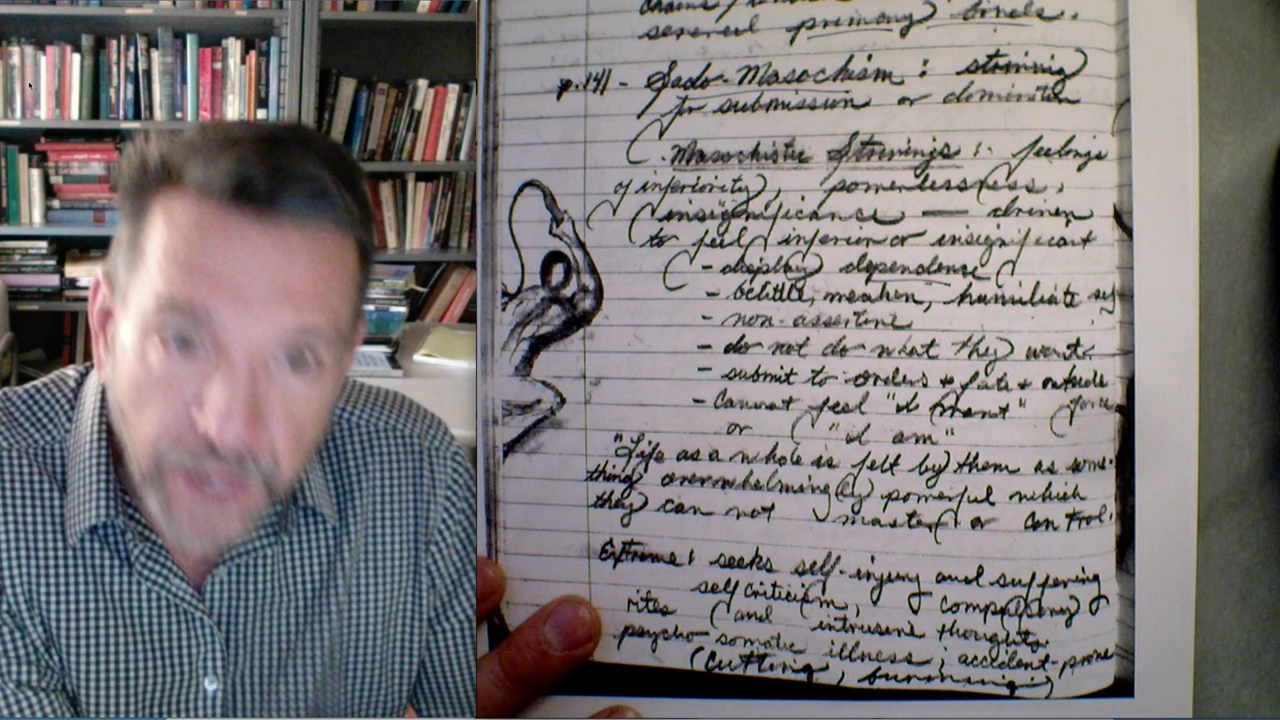 several primary bonds.
p.141 - Sado-Masochism : striving
for submission or domination
. Masochistic Strivings : feelings
of inferiority, powerlessness,
insignificance — driven
to feel inferior or insignificant
- display dependence
- belittle, weaken, humiliate self
- non-assertive
- do not do what they want
- submit to orders + fate + outside
- Cannot feel "I want" force
or "I am"
"Life as a whole is felt by them as some-
thing overwhelmingly powerful which
they can not master or control.
Extreme: seeks self-injury and suffering
self criticism, compulsory
rites and intrusive thoughts
psycho-somatic illness; accident-prone
(cutting, burning)